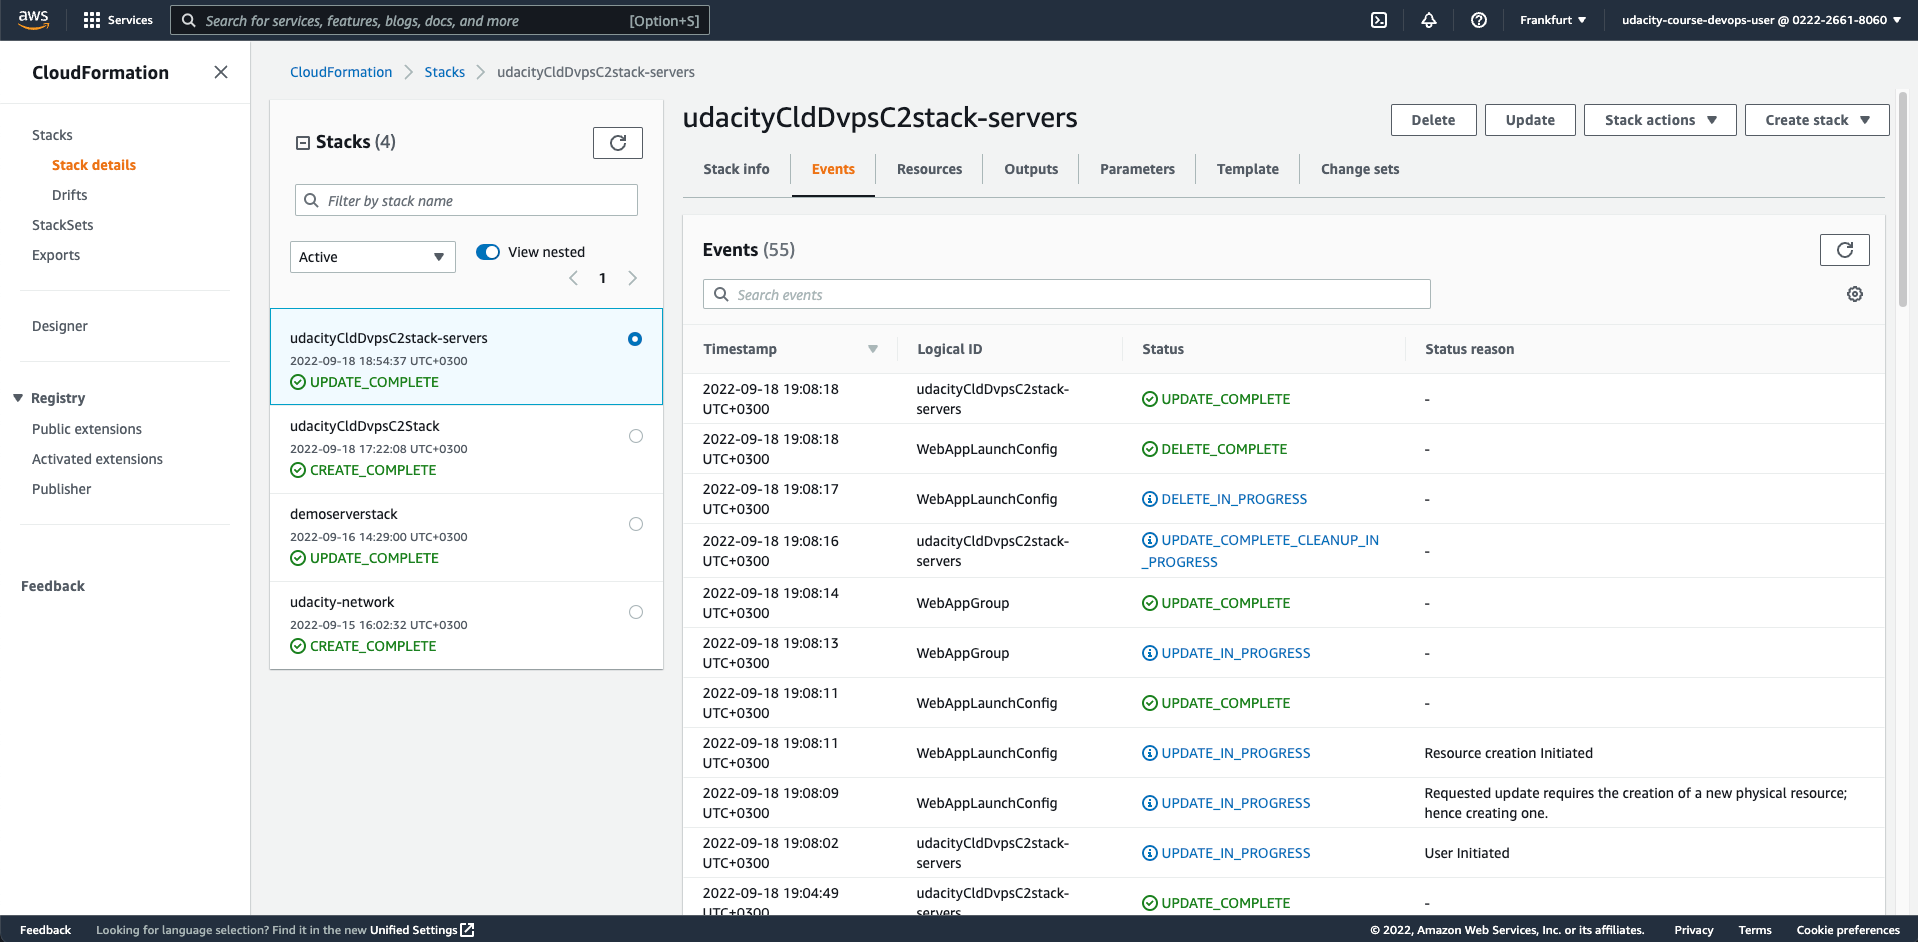 aws
Services
Search for services, features, blogs, docs, and more
[Option+S]
Frankfurt
udacity-course-devops-user @ 0222-2661-8060
CloudFormation
Stacks
Stack details
Drifts
StackSets
Exports
Designer
Registry
Public extensions
Activated extensions
Publisher
Feedback
CloudFormation
Stacks
udacityCldDvpsC2stack-servers
Stacks (4)
Filter by stack name
Active
View nested
1
udacityCldDvpsC2stack-servers
2022-09-18 18:54:37 UTC+0300
UPDATE_COMPLETE
udacityCldDvpsC2Stack
2022-09-18 17:22:08 UTC+0300
CREATE_COMPLETE
demoserverstack
2022-09-16 14:29:00 UTC+0300
UPDATE_COMPLETE
udacity-network
2022-09-15 16:02:32 UTC+0300
CREATE_COMPLETE
udacityCldDvpsC2stack-servers
Delete
Update
Stack actions
Create stack
Stack info
Events
Resources
Outputs
Parameters
Template
Change sets
Events (55)
Search events
Timestamp
Logical ID
Status
Status reason
2022-09-18 19:08:18
UTC+0300
udacityCldDvpsC2stack-
servers
UPDATE_COMPLETE
-
2022-09-18 19:08:18
UTC+0300
WebAppLaunchConfig
DELETE_COMPLETE
-
2022-09-18 19:08:17
UTC+0300
WebAppLaunchConfig
DELETE_IN_PROGRESS
-
2022-09-18 19:08:16
UTC+0300
udacityCldDvpsC2stack-
servers
UPDATE_COMPLETE_CLEANUP_IN
_PROGRESS
-
2022-09-18 19:08:14
UTC+0300
WebAppGroup
UPDATE_COMPLETE
-
2022-09-18 19:08:13
UTC+0300
WebAppGroup
UPDATE_IN_PROGRESS
-
2022-09-18 19:08:11
UTC+0300
WebAppLaunchConfig
UPDATE_COMPLETE
-
2022-09-18 19:08:11
UTC+0300
WebAppLaunchConfig
UPDATE_IN_PROGRESS
Resource creation Initiated
2022-09-18 19:08:09
UTC+0300
WebAppLaunchConfig
UPDATE_IN_PROGRESS
Requested update requires the creation of a new physical resource;
hence creating one.
2022-09-18 19:08:02
UTC+0300
udacityCldDvpsC2stack-
servers
UPDATE_IN_PROGRESS
User Initiated
2022-09-18 19:04:49
UTC+0300
udacityCldDvpsC2stack-
servers
UPDATE_COMPLETE
-
Feedback
Looking for language selection? Find it in the new Unified Settings
© 2022, Amazon Web Services, Inc. or its affiliates.
Privacy
Terms
Cookie preferences